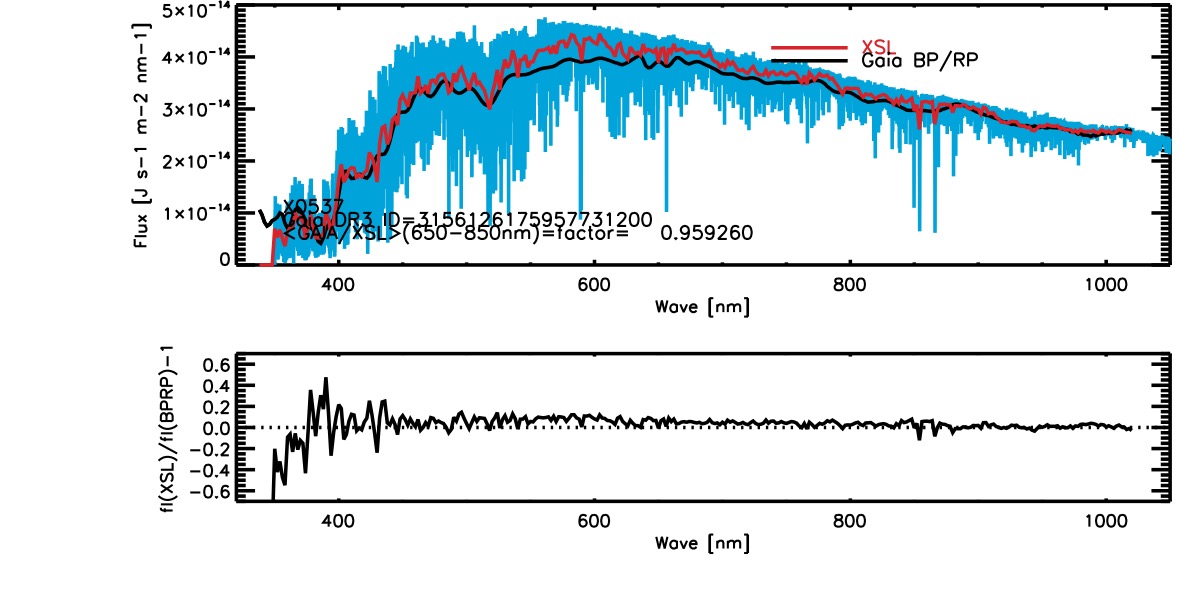 5×10−14
4×10−14
3×10−14
2×10−14
1×10−14
0
Flux [J s−1 m−2 nm−1]
XSL
Gaia BP/RP
X0537
Gaia DR3 ID=3156126175957731200
<GAIA/XSL>(650−850nm)=factor= 0.959260
400 600 800 1000
Wave [nm]
0.6
0.4
0.2
0.0
−0.2
−0.4
−0.6
fl(XSL)/fl(BPRP)−1
400 600 800 1000
Wave [nm]